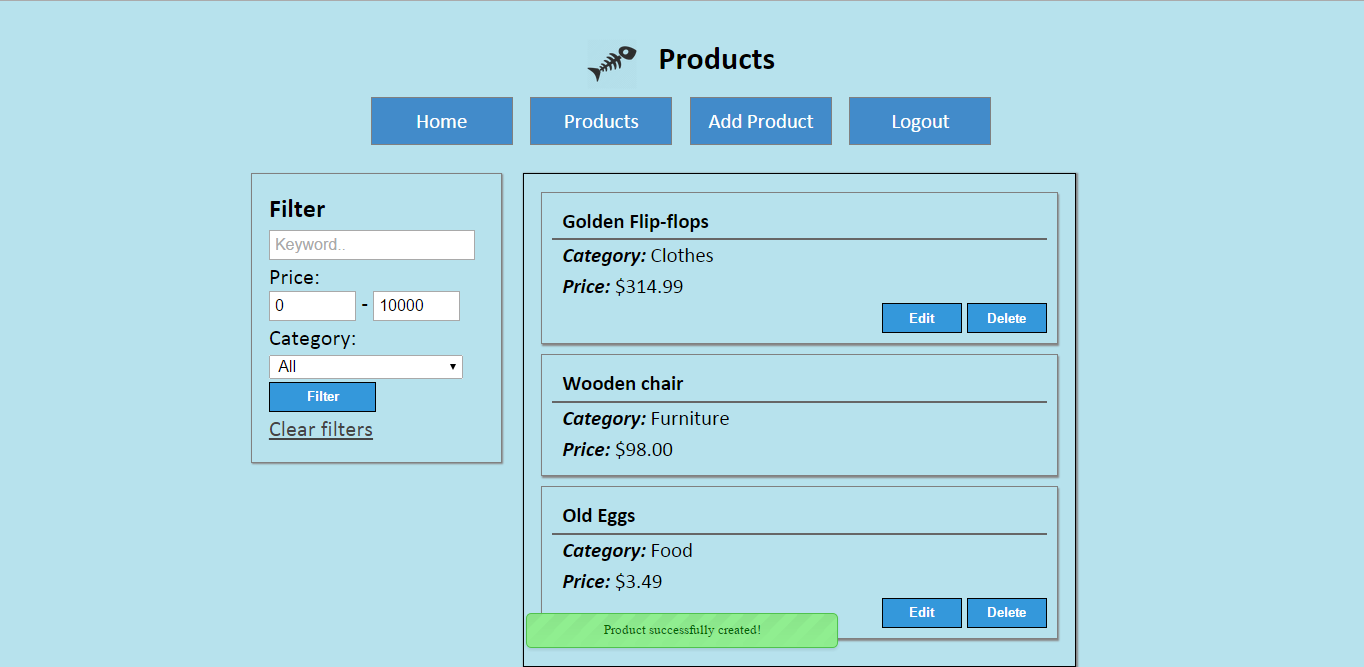 Products
Home Products Add Product Logout
Filter
Keyword..
Price:
0 - 10000
Category:
All
Filter
Clear filters
Golden Flip-flops
Category: Clothes
Price: $314.99
Edit Delete
Wooden chair
Category: Furniture
Price: $98.00
Old Eggs
Category: Food
Price: $3.49
Edit Delete
Product successfully created!